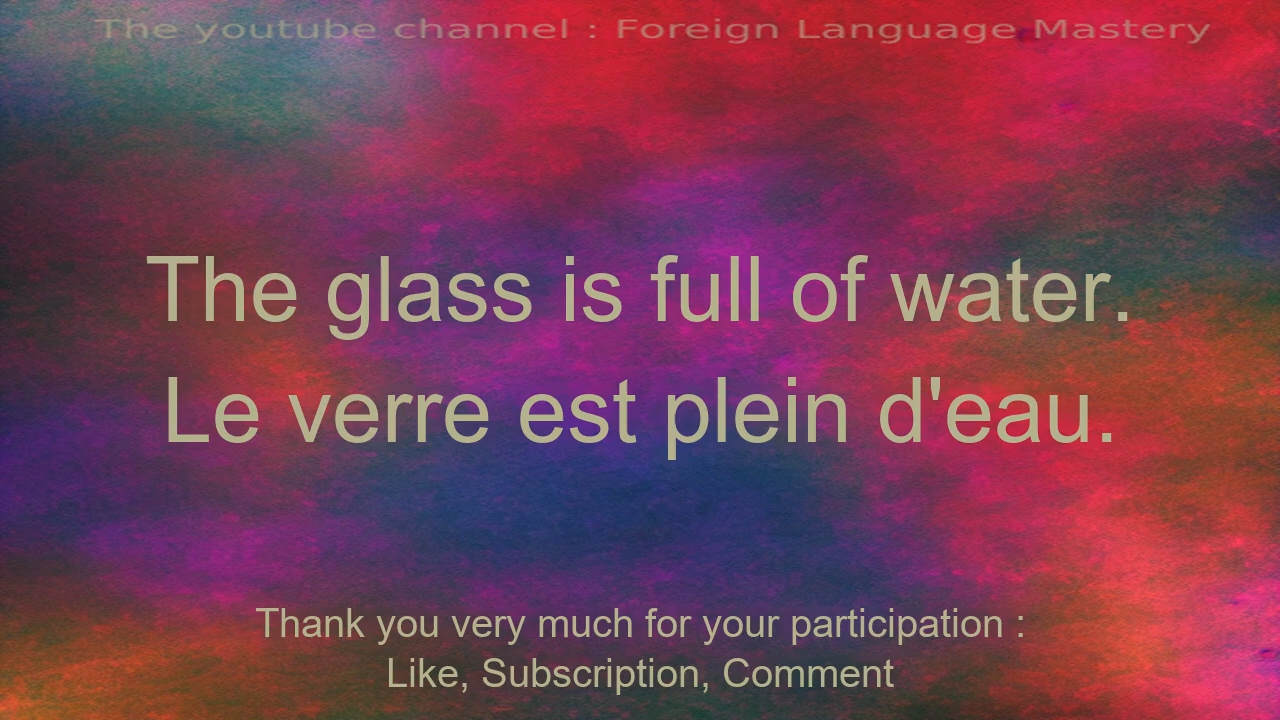 The youtube channel : Foreign Language Mastery
The glass is full of water.
Le verre est plein d'eau.
Thank you very much for your participation :
Like, Subscription, Comment